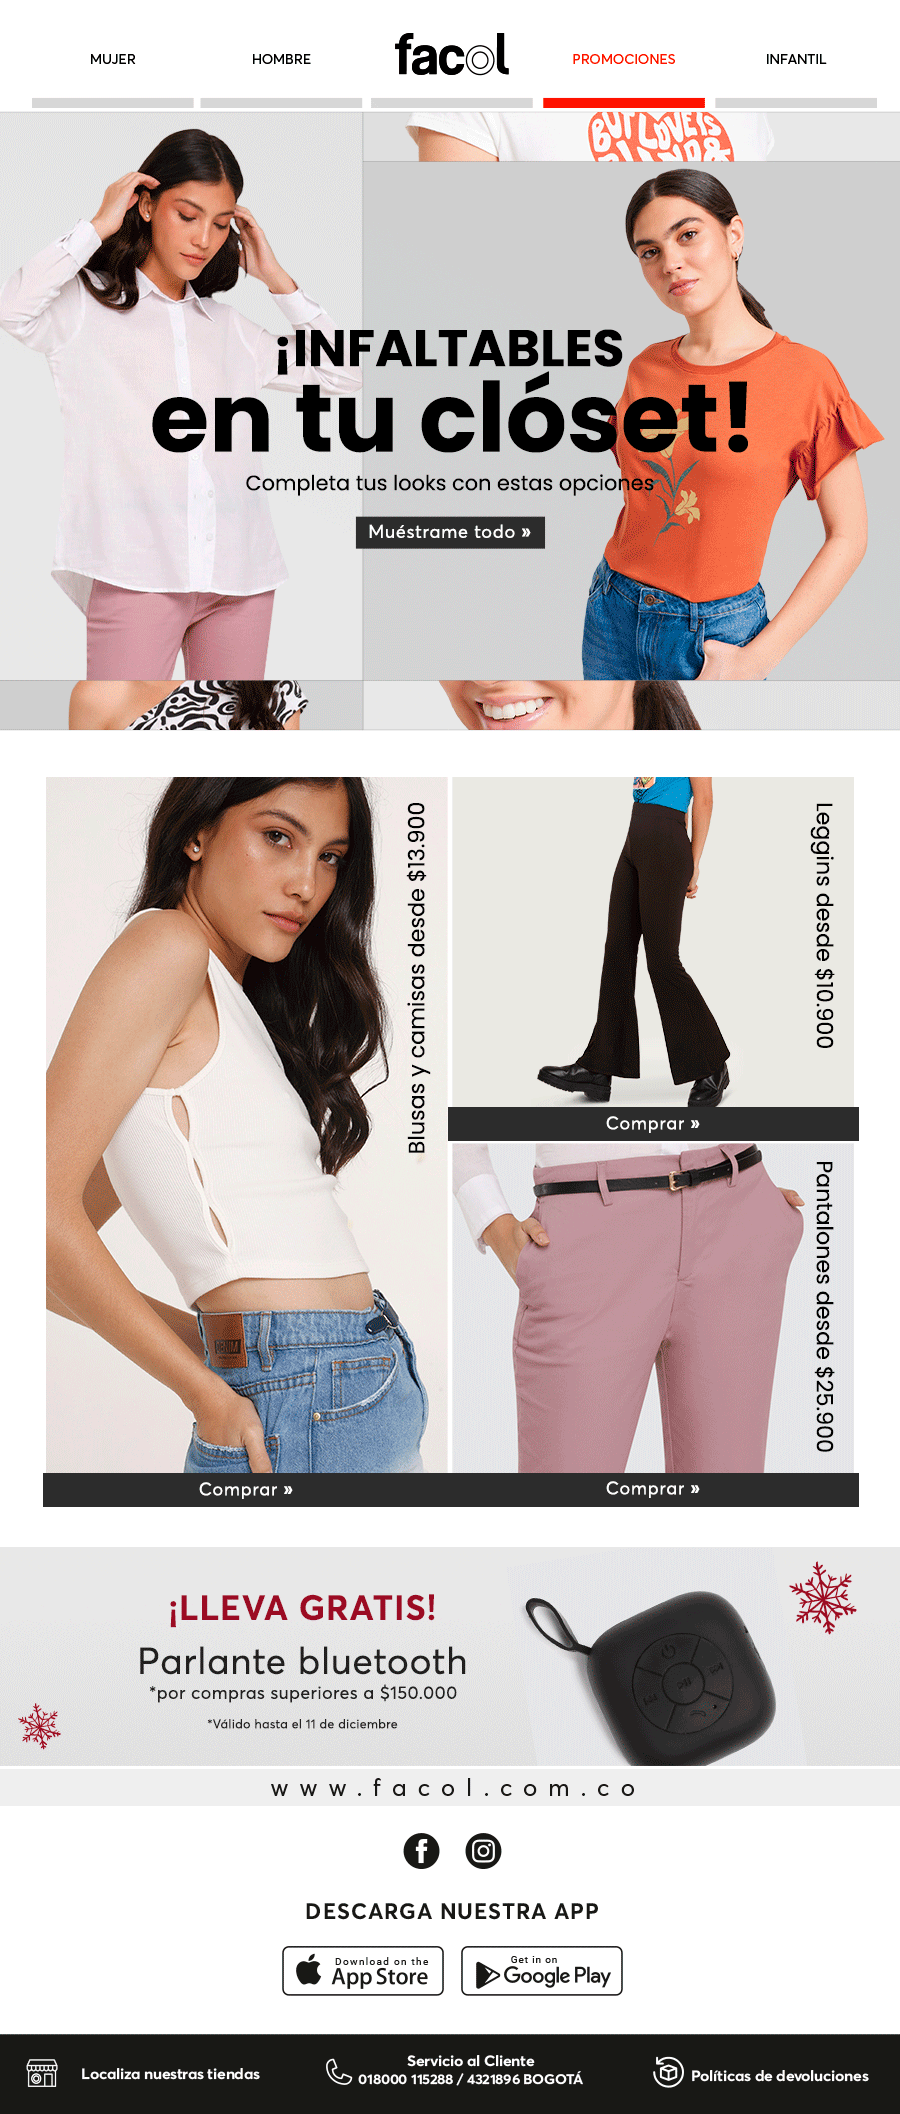 MUJER
HOMBRE
facol
PROMOCIONES
INFANTIL
BUT LOVE IS
¡INFALTABLES
en tu clóset!
Completa tus looks con estas opciones
Muéstrame todo »
Blusas y camisas desde $13.900
Leggins desde $10.900
Comprar »
Pantalones desde $25.900
Comprar »
Comprar »
¡LLEVA GRATIS!
Parlante bluetooth
*por compras superiores a $150.000
*Válido hasta el 11 de diciembre
www.facol.com.co
DESCARGA NUESTRA APP
Download on the
App Store
Get in on
Google Play
Localiza nuestras tiendas
Servicio al Cliente
018000 115288 / 4321896 BOGOTÁ
Políticas de devoluciones